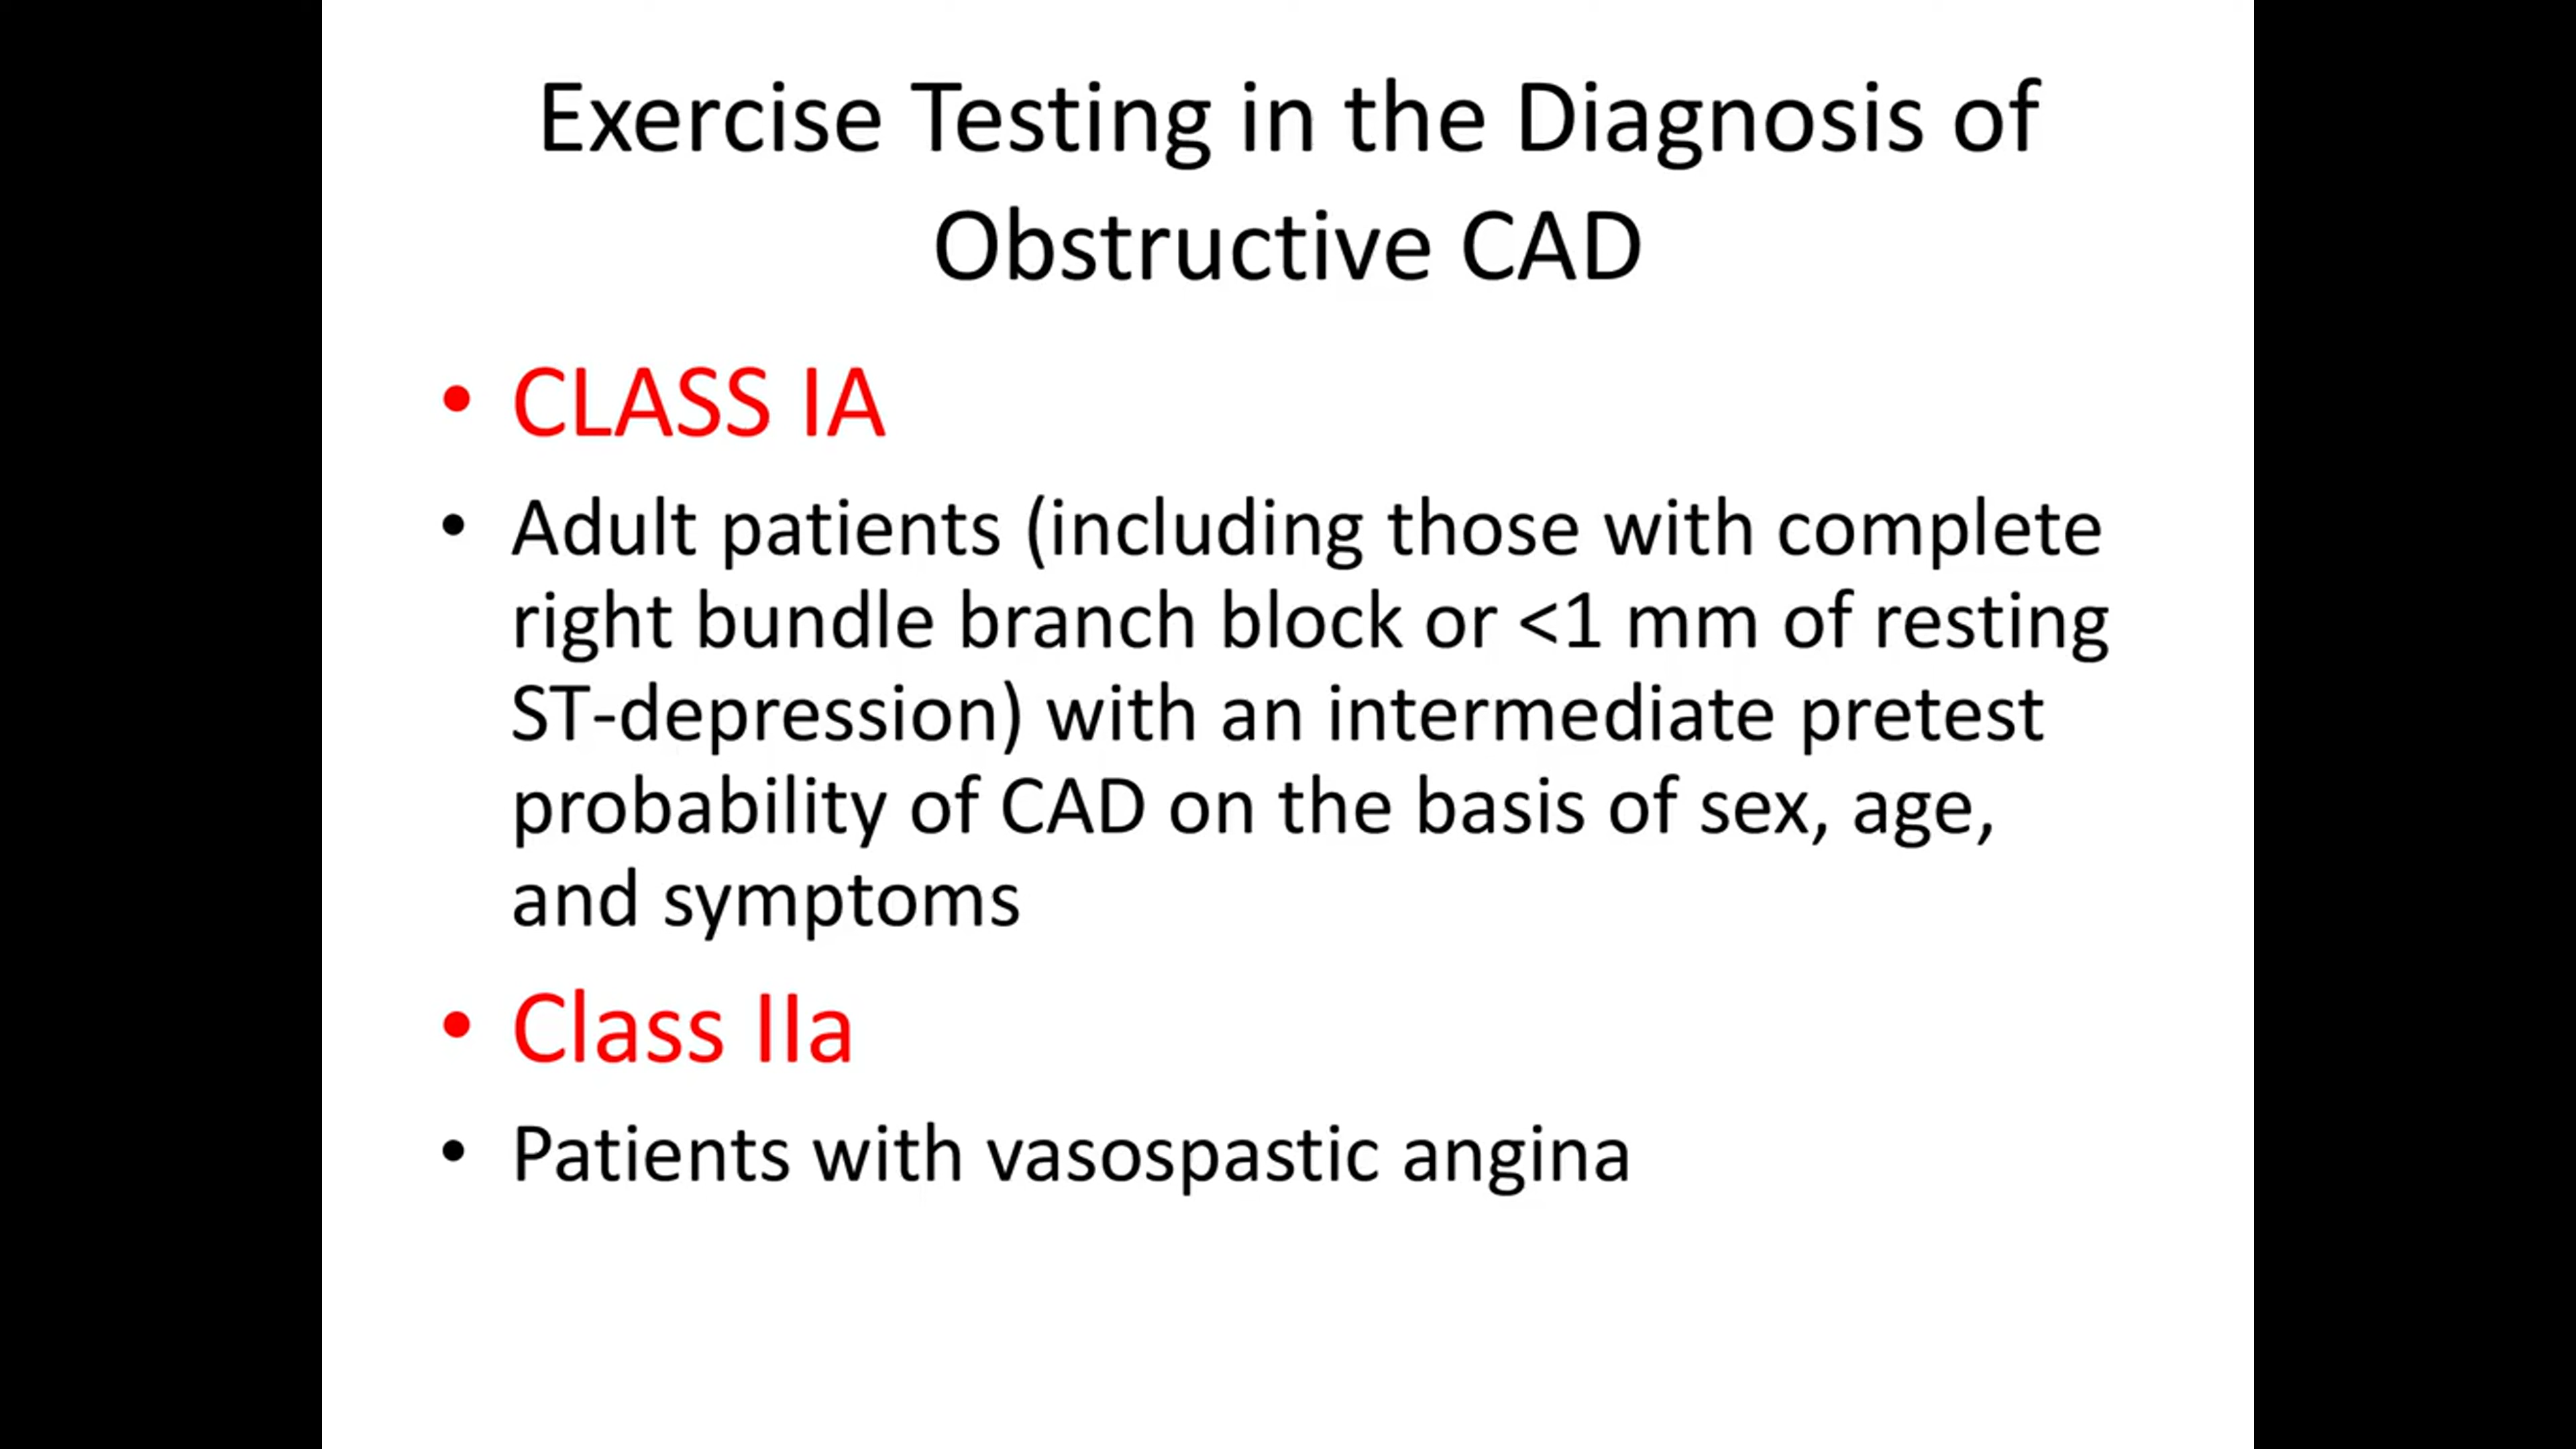 Exercise Testing in the Diagnosis of
Obstructive CAD
• CLASS IA
• Adult patients (including those with complete
right bundle branch block or <1 mm of resting
ST-depression) with an intermediate pretest
probability of CAD on the basis of sex, age,
and symptoms
• Class IIa
• Patients with vasospastic angina